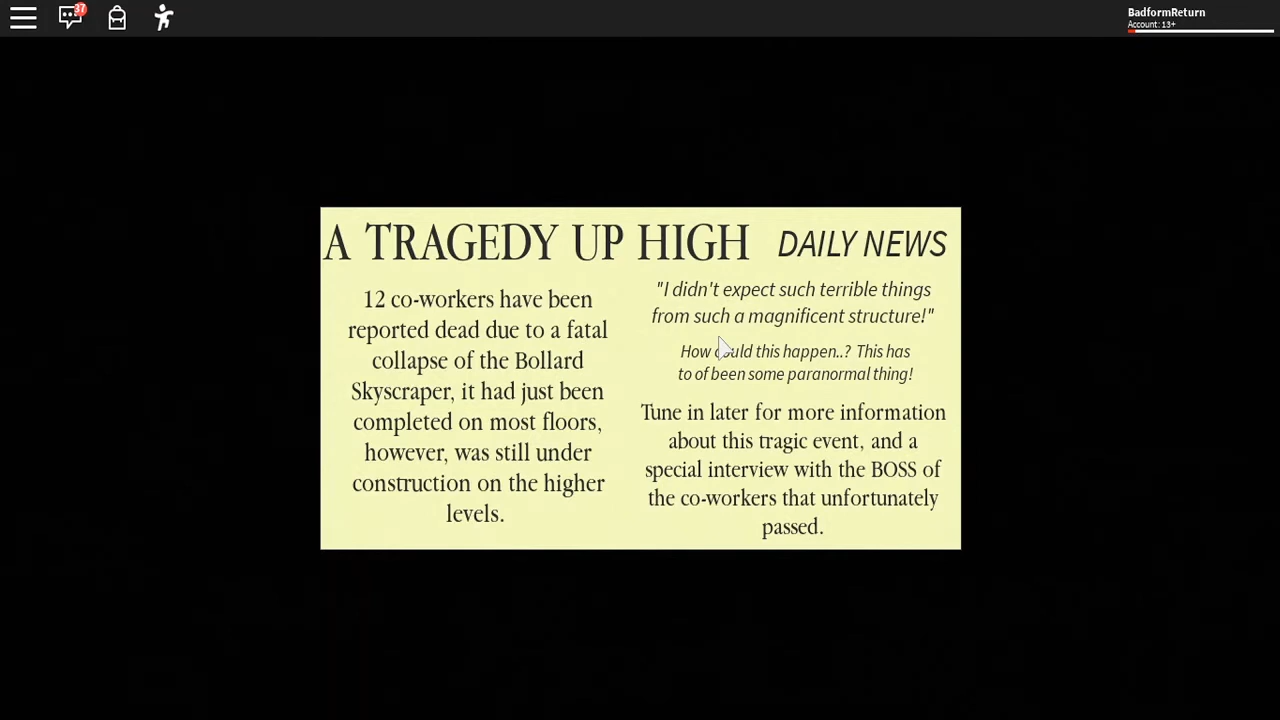 37
BadformReturn
Account: 13+
A TRAGEDY UP HIGH
DAILY NEWS
12 co-workers have been
reported dead due to a fatal
collapse of the Bollard
Skyscraper, it had just been
completed on most floors,
however, was still under
construction on the higher
levels.
"I didn't expect such terrible things
from such a magnificent structure!"
How could this happen..? This has
to of been some paranormal thing!
Tune in later for more information
about this tragic event, and a
special interview with the BOSS of
the co-workers that unfortunately
passed.